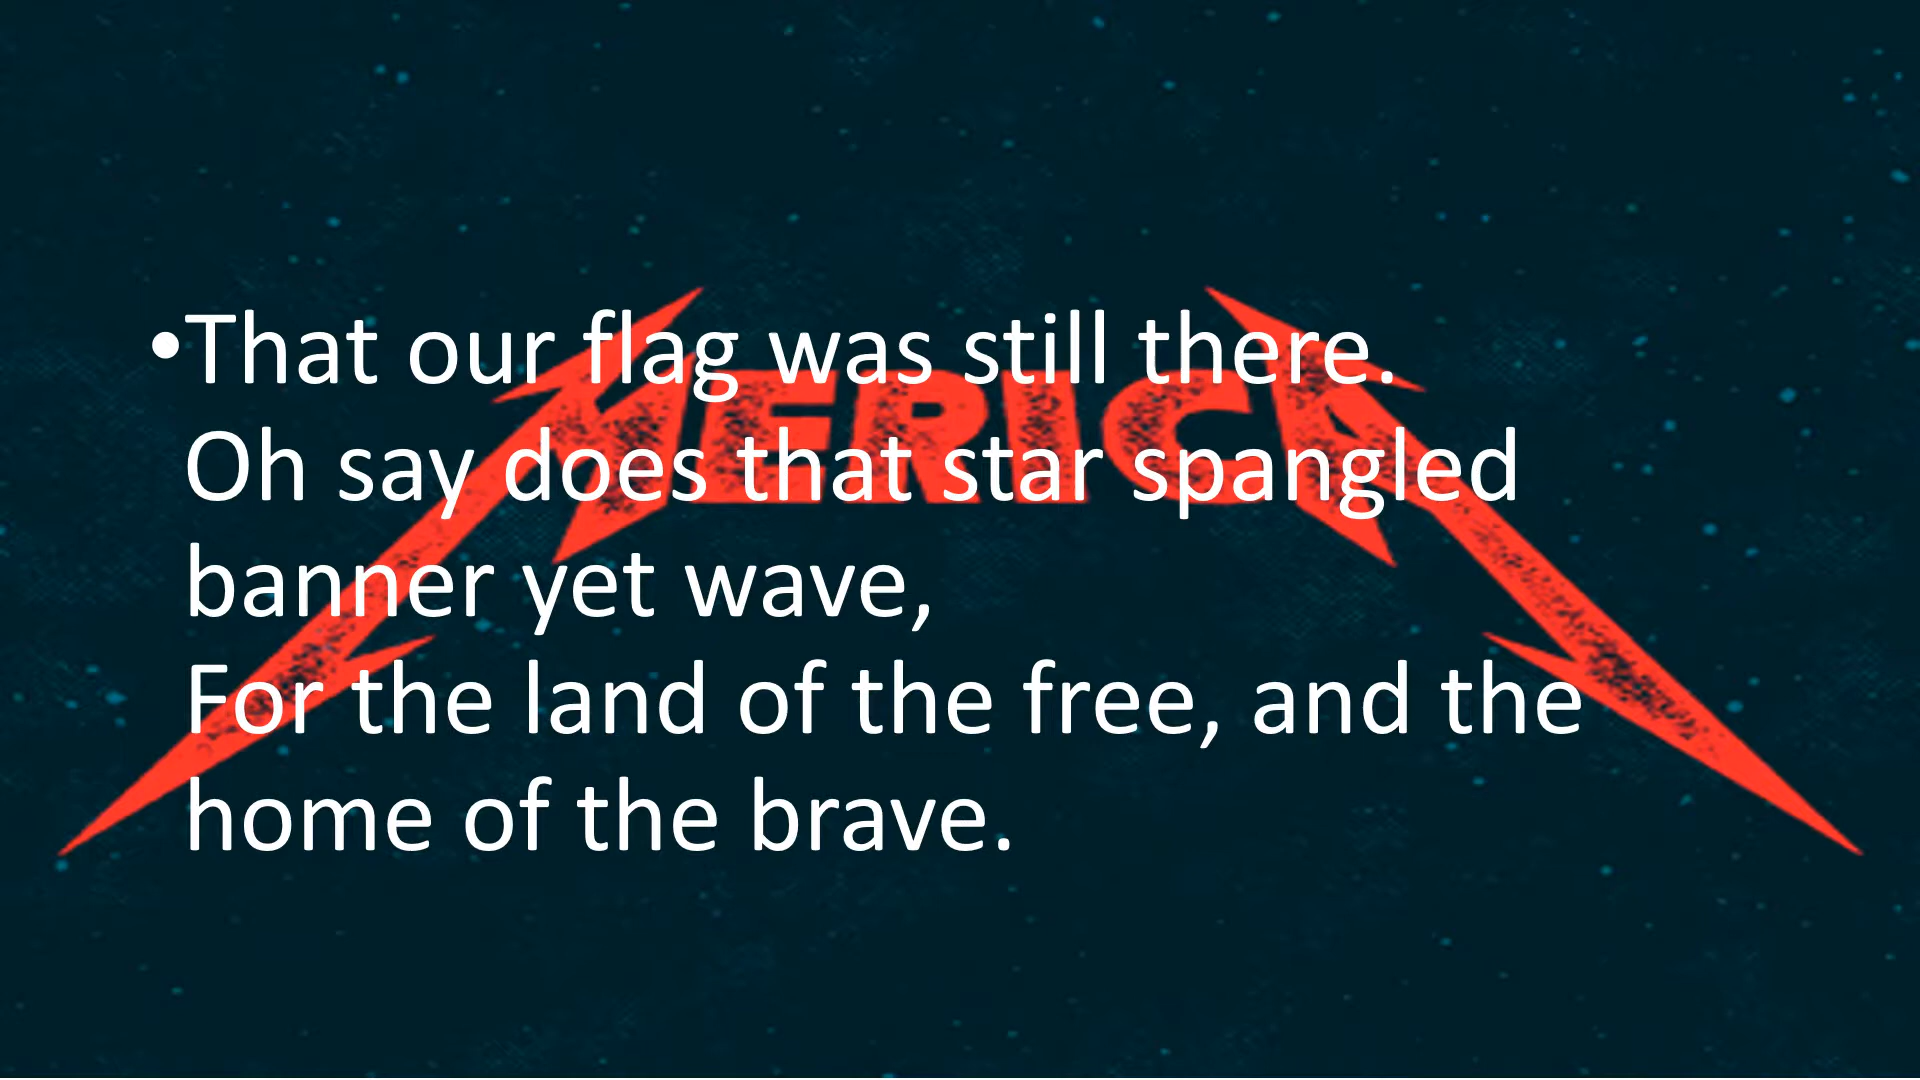 •That our flag was still there.
Oh say does that star spangled
banner yet wave,
For the land of the free, and the
home of the brave.
MERICA